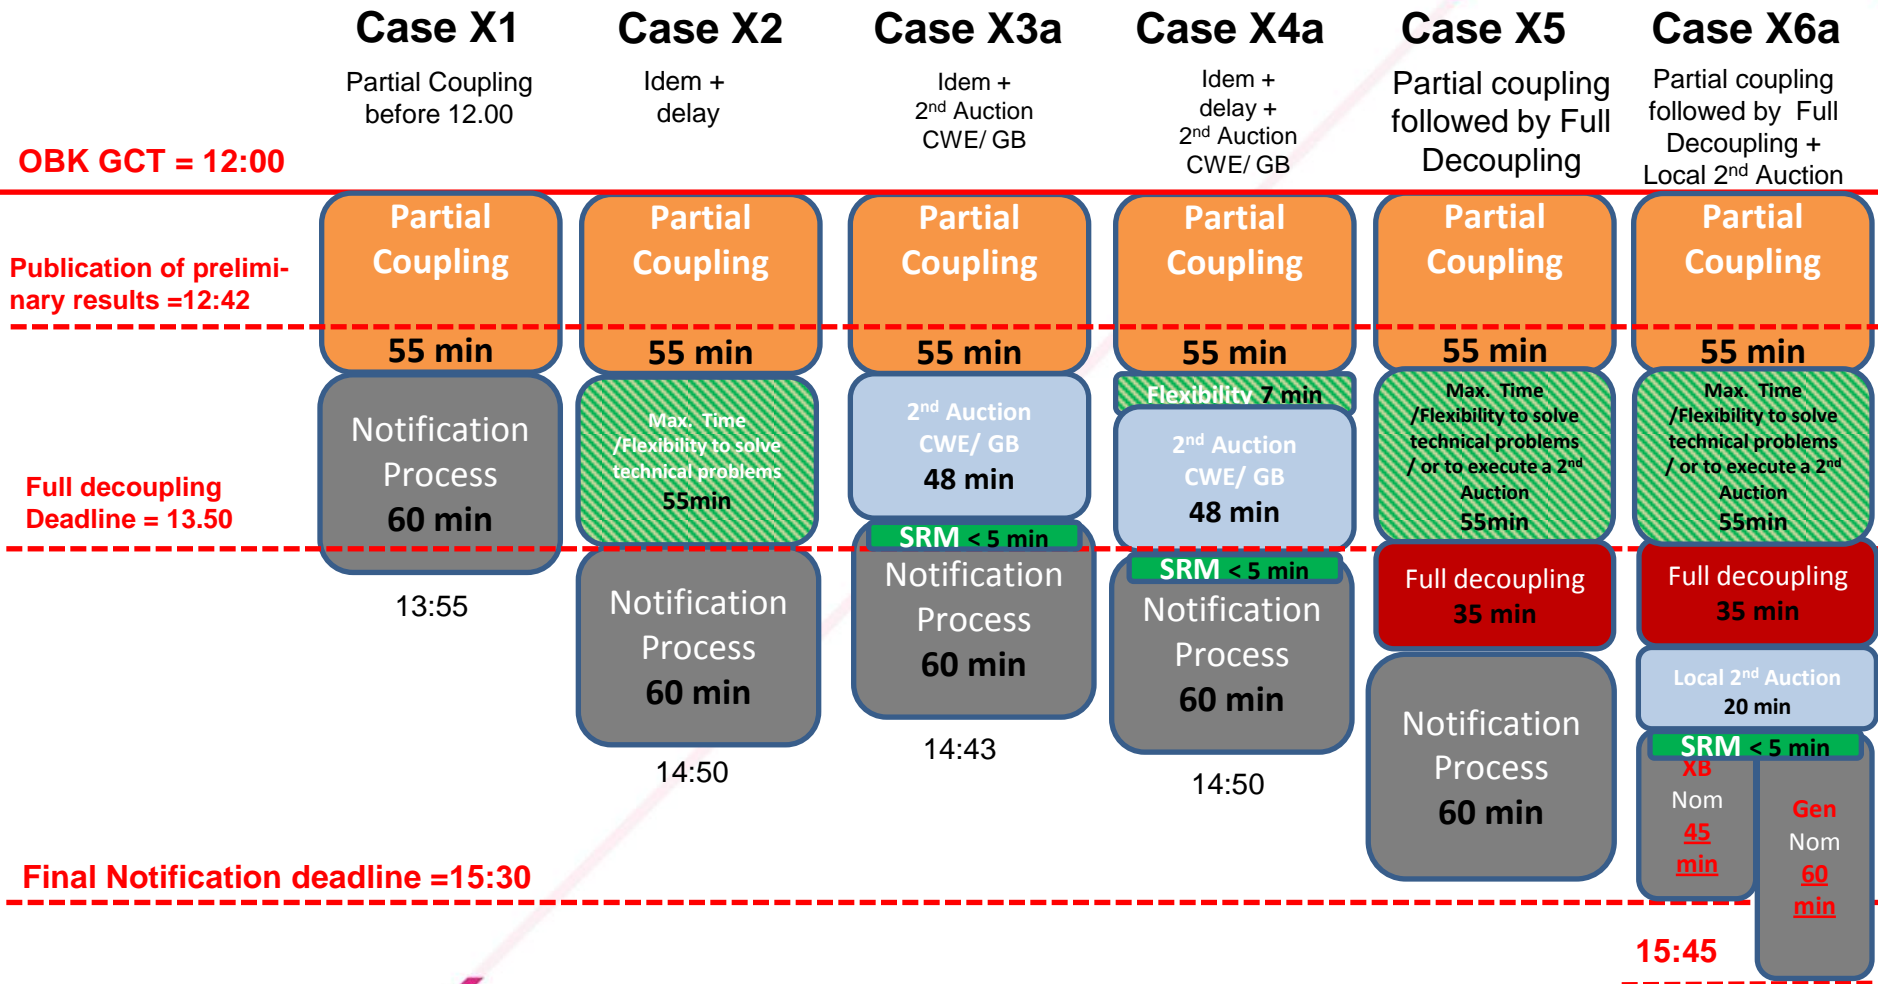 Case X1
Partial Coupling
before 12.00
Case X2
Idem +
delay
Case X3a
Idem +
2nd Auction
CWE/ GB
Case X4a
Idem +
delay +
2nd Auction
CWE/ GB
Case X5
Partial coupling
followed by Full
Decoupling
Case X6a
Partial coupling
followed by Full
Decoupling +
Local 2nd Auction
OBK GCT = 12:00
Publication of prelimi-
nary results =12:42
Full decoupling
Deadline = 13.50
Final Notification deadline =15:30
Partial
Coupling
55 min
Notification
Process
60 min
13:55
Partial
Coupling
55 min
Max. Time
/Flexibility to solve
technical problems
55min
Notification
Process
60 min
14:50
Partial
Coupling
55 min
2nd Auction
CWE/ GB
48 min
SRM < 5 min
Notification
Process
60 min
14:43
Partial
Coupling
55 min
Flexibility 7 min
2nd Auction
CWE/ GB
48 min
SRM < 5 min
Notification
Process
60 min
14:50
Partial
Coupling
55 min
Max. Time
/Flexibility to solve
technical problems
/ or to execute a 2nd
Auction
55min
Full decoupling
35 min
Notification
Process
60 min
Partial
Coupling
55 min
Max. Time
/Flexibility to solve
technical problems
/ or to execute a 2nd
Auction
55min
Full decoupling
35 min
Local 2nd Auction
20 min
SRM < 5 min
XB
Nom
45
min
Gen
Nom
60
min
15:45